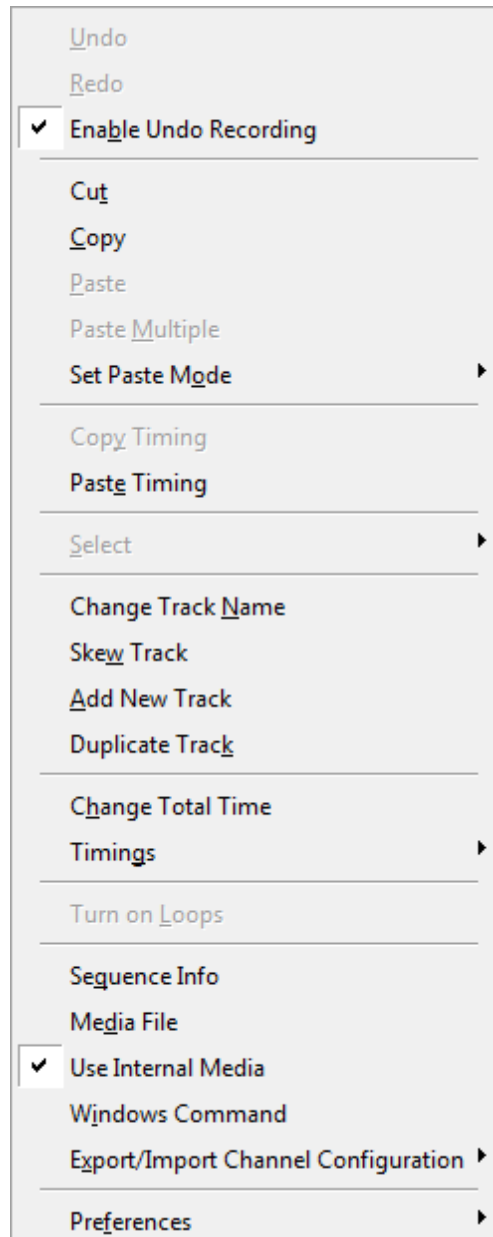 Undo
Redo
Enable Undo Recording
Cut
Copy
Paste
Paste Multiple
Set Paste Mode
Copy Timing
Paste Timing
Select
Change Track Name
Skew Track
Add New Track
Duplicate Track
Change Total Time
Timings
Turn on Loops
Sequence Info
Media File
Use Internal Media
Windows Command
Export/Import Channel Configuration
Preferences